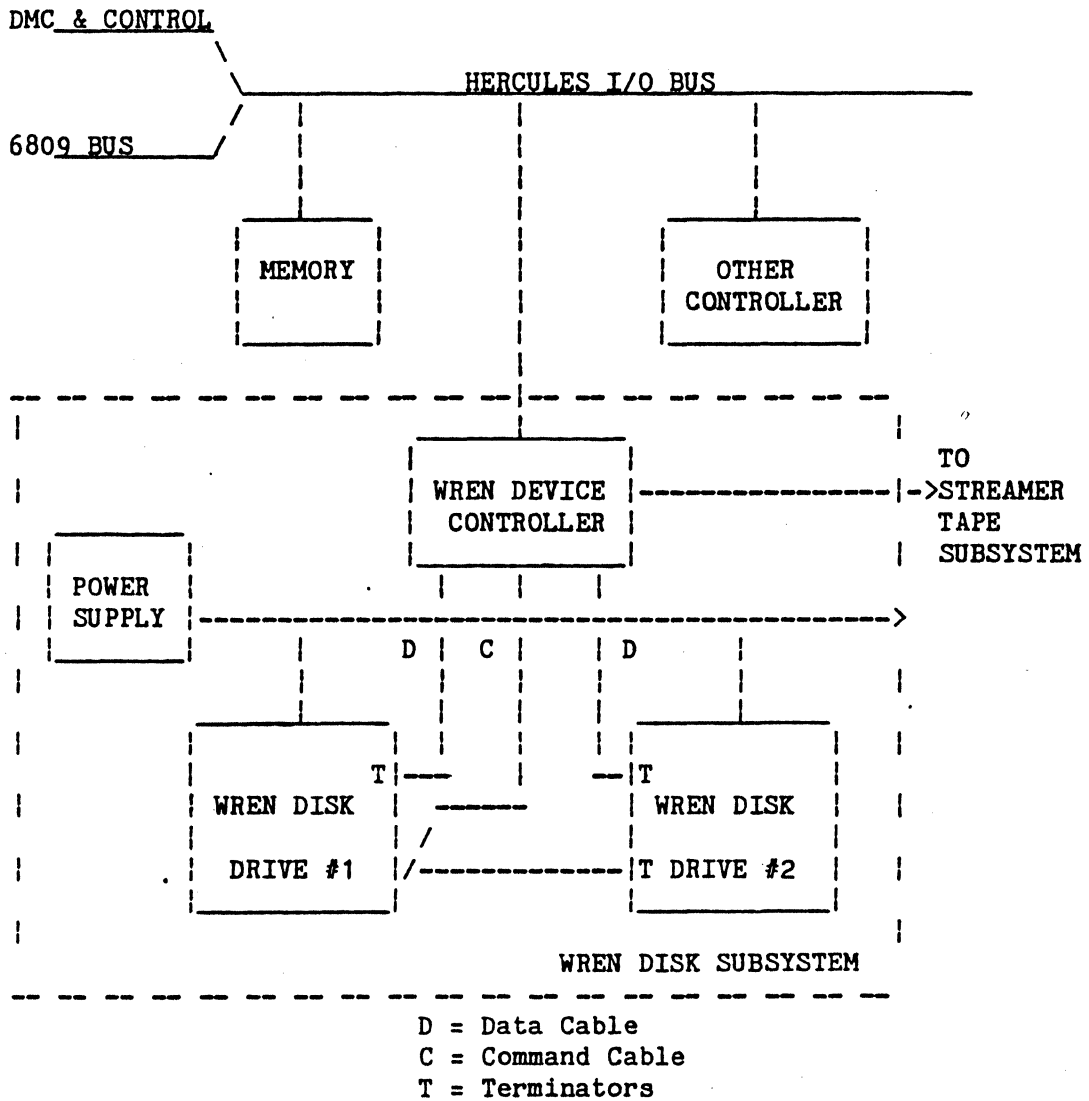 DMC & CONTROL
HERCULES I/O BUS
6809 BUS
MEMORY
OTHER
CONTROLLER
WREN DEVICE
CONTROLLER
TO
STREAMER
TAPE
SUBSYSTEM
POWER
SUPPLY
D C D
T T
WREN DISK WREN DISK
DRIVE #1 T DRIVE #2
WREN DISK SUBSYSTEM
D = Data Cable
C = Command Cable
T = Terminators